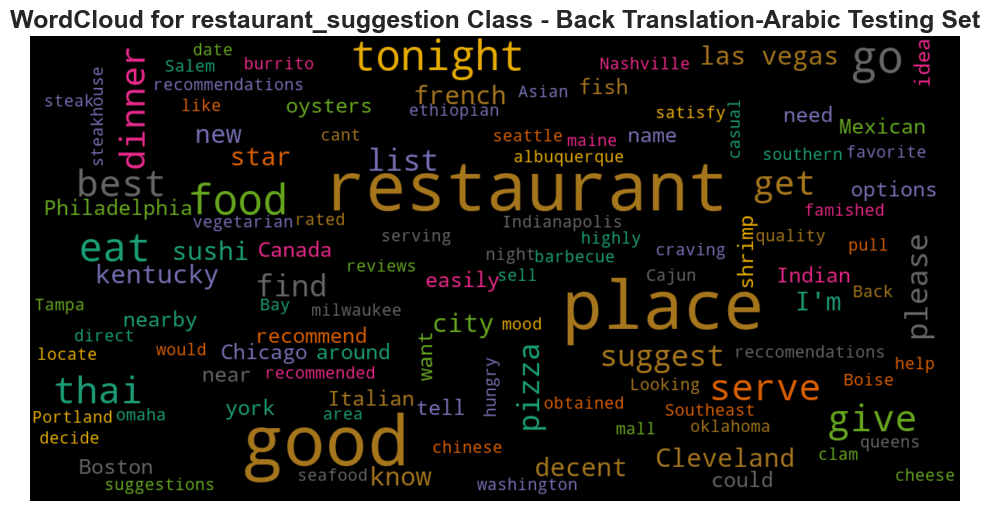 WordCloud for restaurant_suggestion Class - Back Translation-Arabic Testing Set
date
tonight
las vegas
go
idea
Salem
burrito
Nashville
recommendations
dinner
steak
steakhouse
like
oysters
french
ethiopian
Asian
fish
satisfy
casual
need
Mexican
new
cant
seattle
maine
name
star
list
albuquerque
southern
favorite
best
food
restaurant
get
options
Philadelphia
vegetarian
rated
Indianapolis
famished
eat
sushi
Canada
serving
highly
shrimp
quality
pull
please
night
barbecue
craving
kentucky
find
reviews
easily
sell
Cajun
Indian
Back
place
I'm
Tampa
nearby
Bay
milwaukee
city
mood
direct
recommend
want
locate
would
Chicago
around
suggest
reccomendations
help
near
recommended
hungry
pizza
thai
Italian
Looking
serve
Boise
Portland
omaha
york
area
tell
obtained
Southeast
oklahoma
give
decide
good
chinese
mall
queens
clam
Boston
seafood
know
decent
Cleveland
could
cheese
suggestions
washington